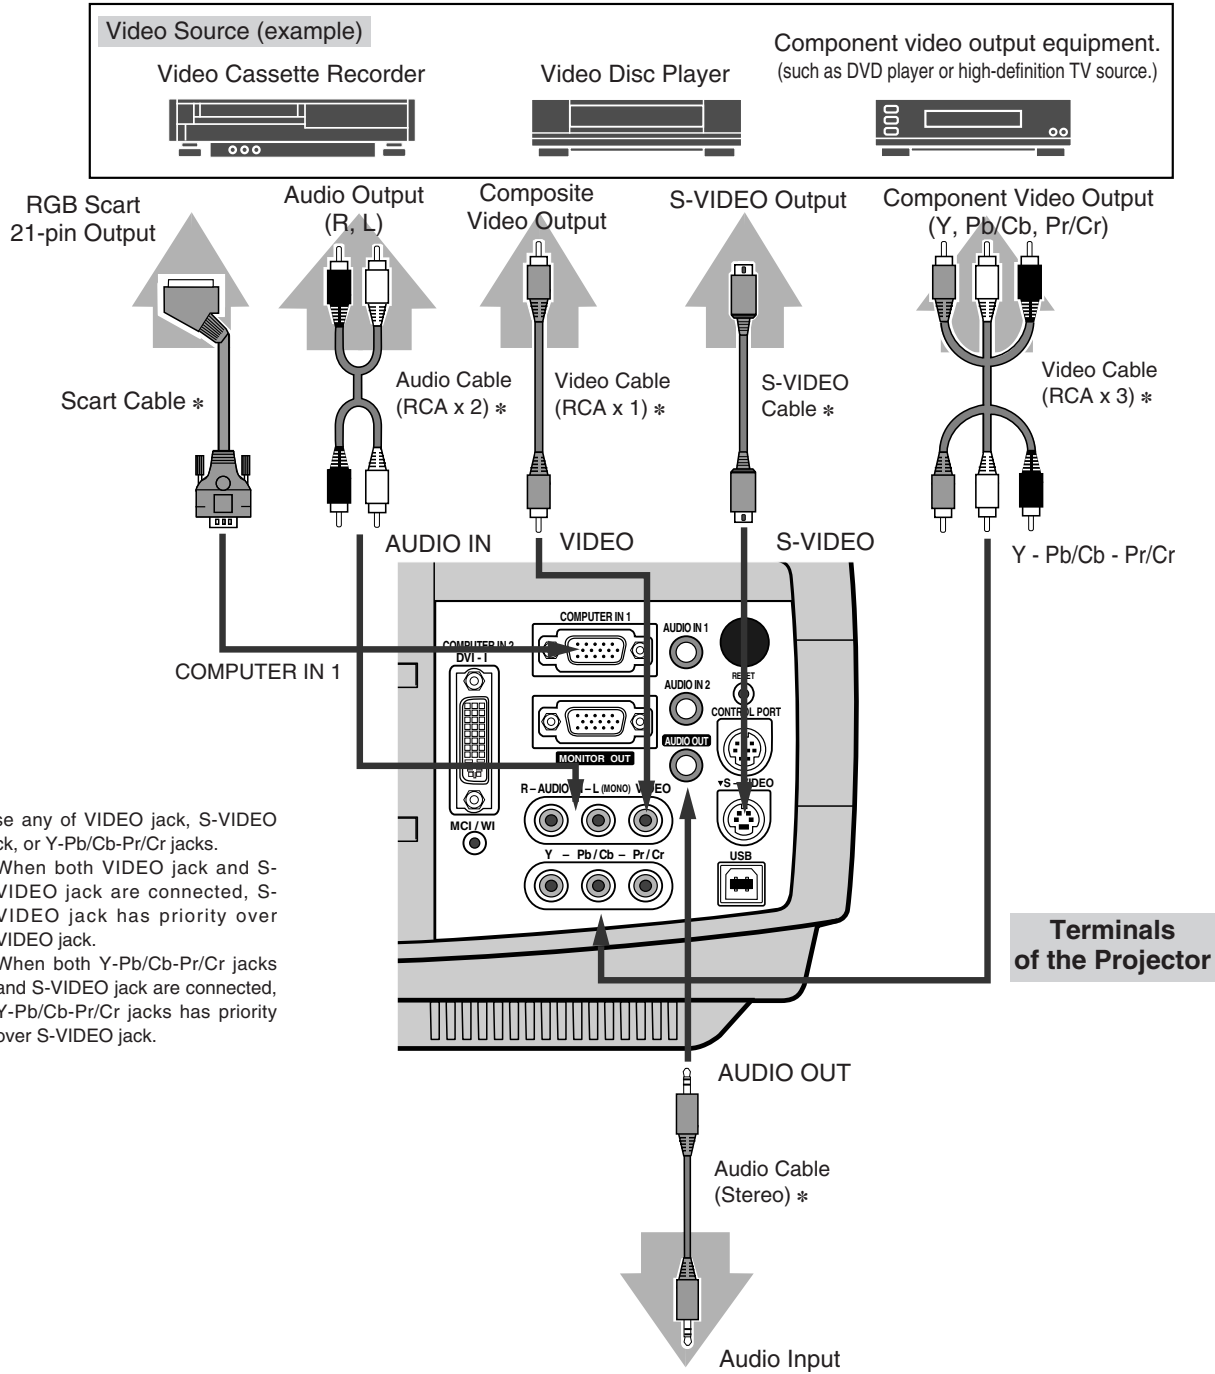 Video Source (example)
Video Cassette Recorder
Video Disc Player
Component video output equipment.
(such as DVD player or high-definition TV source.)
RGB Scart
21-pin Output
Audio Output
(R, L)
Composite
Video Output
S-VIDEO Output
Component Video Output
(Y, Pb/Cb, Pr/Cr)
Scart Cable ✻
Audio Cable
(RCA x 2) ✻
Video Cable
(RCA x 1) ✻
S-VIDEO
Cable ✻
Video Cable
(RCA x 3) ✻
AUDIO IN
VIDEO
S-VIDEO
Y - Pb/Cb - Pr/Cr
COMPUTER IN 1
COMPUTER IN 1
COMPUTER IN 2
DVI - I
AUDIO IN 1
RESET
AUDIO IN 2
CONTROL PORT
AUDIO OUT
MONITOR OUT
R – AUDIO IN – L (MONO) VIDEO
▼S – VIDEO
MCI / WI
Y – Pb / Cb – Pr / Cr
USB
se any of VIDEO jack, S-VIDEO
ck, or Y-Pb/Cb-Pr/Cr jacks.
When both VIDEO jack and S-
VIDEO jack are connected, S-
VIDEO jack has priority over
VIDEO jack.
When both Y-Pb/Cb-Pr/Cr jacks
and S-VIDEO jack are connected,
Y-Pb/Cb-Pr/Cr jacks has priority
over S-VIDEO jack.
Terminals
of the Projector
AUDIO OUT
Audio Cable
(Stereo) ✻
Audio Input